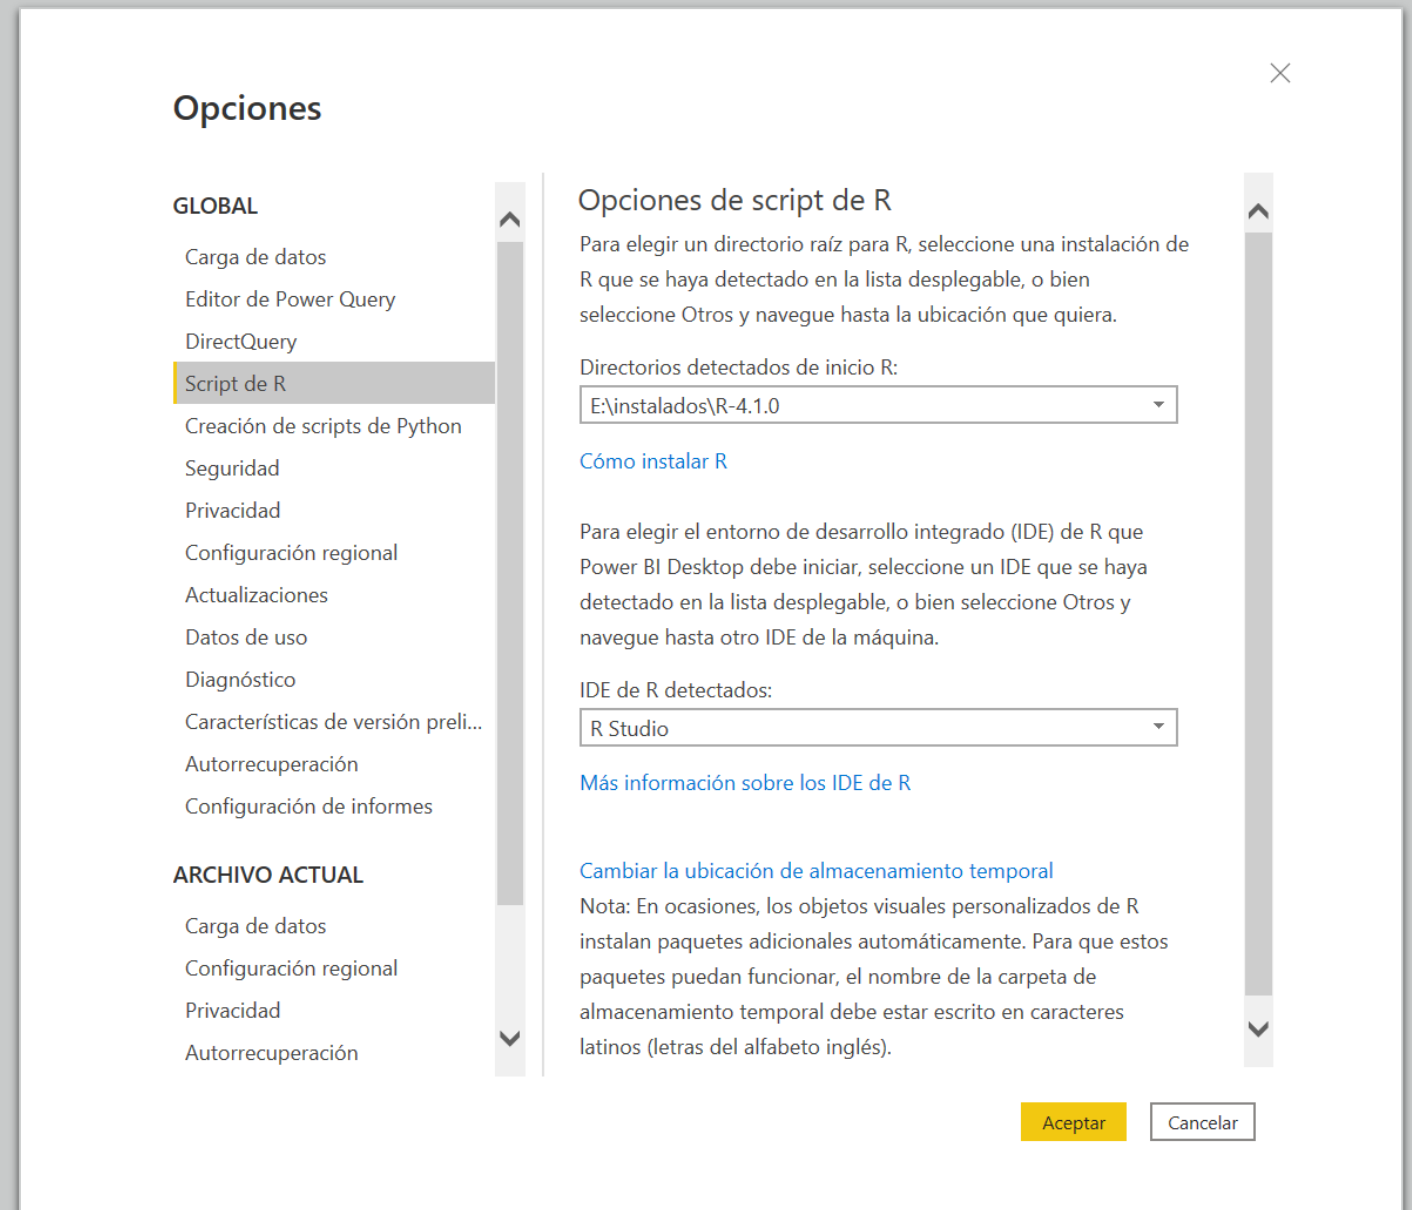 Opciones
GLOBAL
Carga de datos
Editor de Power Query
DirectQuery
Script de R
Creación de scripts de Python
Seguridad
Privacidad
Configuración regional
Actualizaciones
Datos de uso
Diagnóstico
Características de versión preli...
Autorrecuperación
Configuración de informes
ARCHIVO ACTUAL
Carga de datos
Configuración regional
Privacidad
Autorrecuperación
Opciones de script de R
Para elegir un directorio raíz para R, seleccione una instalación de
R que se haya detectado en la lista desplegable, o bien
seleccione Otros y navegue hasta la ubicación que quiera.
Directorios detectados de inicio R:
E:\instalados\R-4.1.0
Cómo instalar R
Para elegir el entorno de desarrollo integrado (IDE) de R que
Power BI Desktop debe iniciar, seleccione un IDE que se haya
detectado en la lista desplegable, o bien seleccione Otros y
navegue hasta otro IDE de la máquina.
IDE de R detectados:
R Studio
Más información sobre los IDE de R
Cambiar la ubicación de almacenamiento temporal
Nota: En ocasiones, los objetos visuales personalizados de R
instalan paquetes adicionales automáticamente. Para que estos
paquetes puedan funcionar, el nombre de la carpeta de
almacenamiento temporal debe estar escrito en caracteres
latinos (letras del alfabeto inglés).
Aceptar
Cancelar